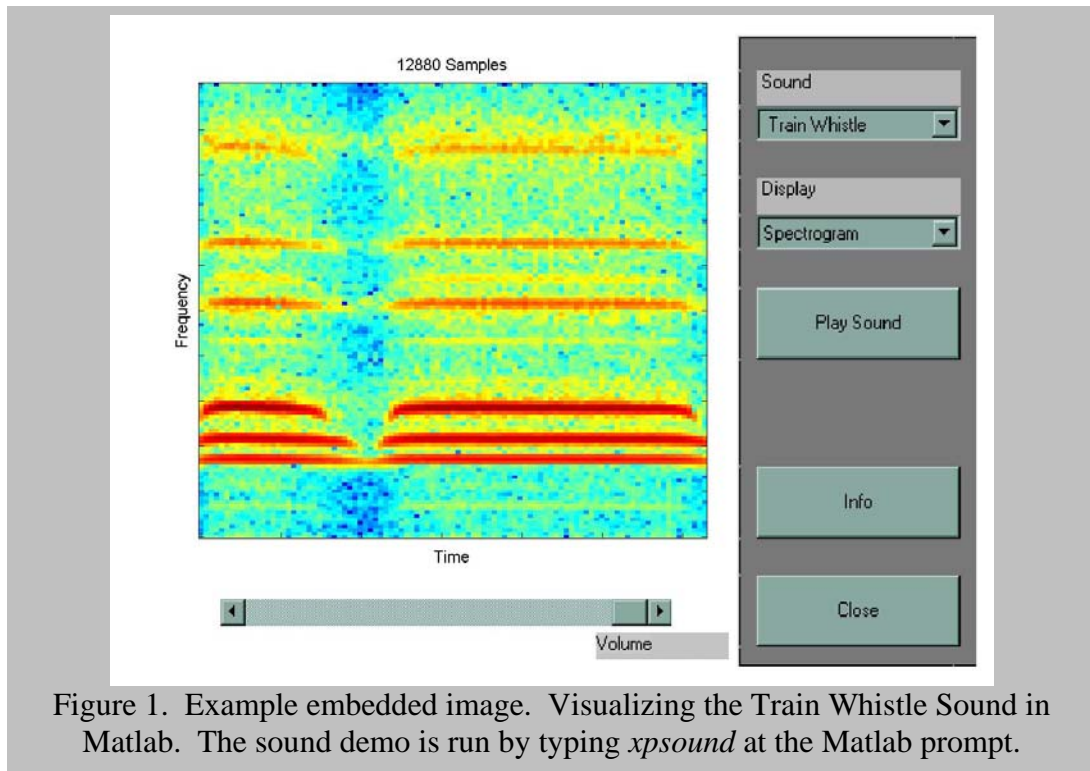 12880 Samples
Frequency
Time
Volume
Sound
Train Whistle
Display
Spectrogram
Play Sound
Info
Close
Figure 1. Example embedded image. Visualizing the Train Whistle Sound in
Matlab. The sound demo is run by typing xpsound at the Matlab prompt.